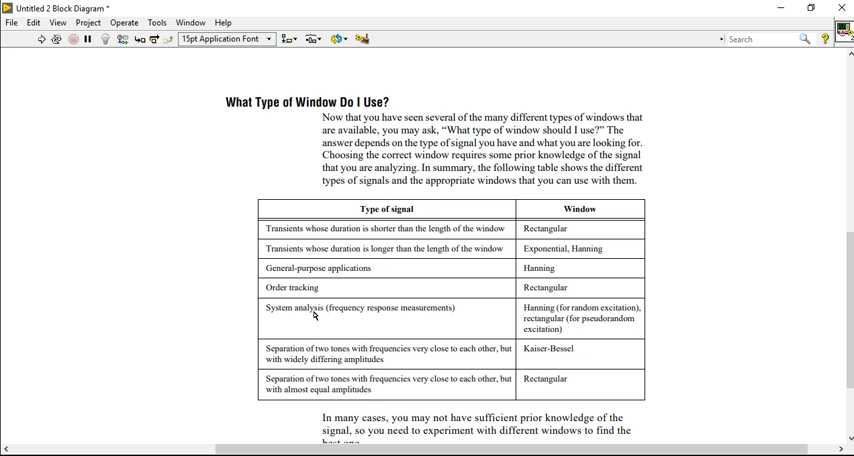 Untitled 2 Block Diagram *
File Edit View Project Operate Tools Window Help
15pt Application Font
Search
?
2
What Type of Window Do I Use?
Now that you have seen several of the many different types of windows that
are available, you may ask, “What type of window should I use?” The
answer depends on the type of signal you have and what you are looking for.
Choosing the correct window requires some prior knowledge of the signal
that you are analyzing. In summary, the following table shows the different
types of signals and the appropriate windows that you can use with them.
Type of signal Window
Transients whose duration is shorter than the length of the window Rectangular
Transients whose duration is longer than the length of the window Exponential, Hanning
General-purpose applications Hanning
Order tracking Rectangular
System analysis (frequency response measurements) Hanning (for random excitation),
rectangular (for pseudorandom
excitation)
Separation of two tones with frequencies very close to each other, but Kaiser-Bessel
with widely differing amplitudes
Separation of two tones with frequencies very close to each other, but Rectangular
with almost equal amplitudes
In many cases, you may not have sufficient prior knowledge of the
signal, so you need to experiment with different windows to find the
best one